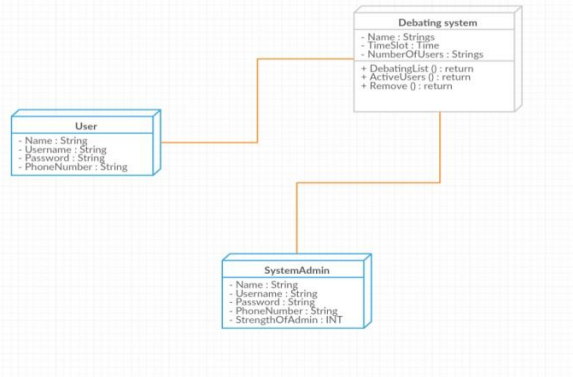 Debating system
- Name : Strings
- TimeSlot : Time
- NumberOfUsers : Strings
+ DebatingList () : return
+ ActiveUsers () : return
+ Remove () : return
User
- Name : String
- Username : String
- Password : String
- PhoneNumber : String
SystemAdmin
- Name : String
- Username : String
- Password : String
- PhoneNumber : String
- StrengthOfAdmin : INT